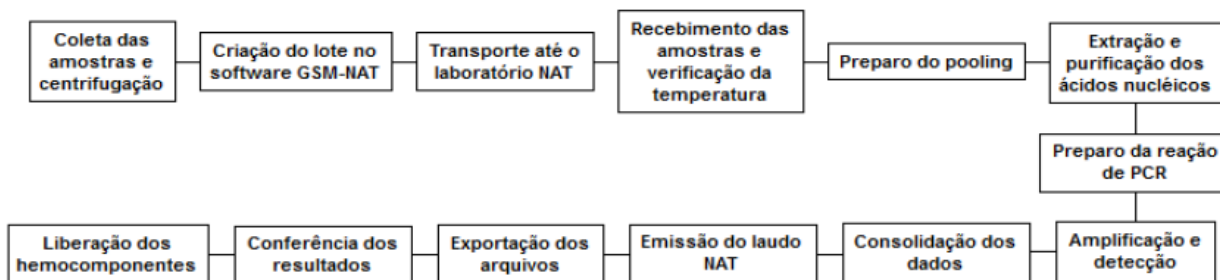 Coleta das
amostras e
centrifugação
Criação do lote no
software GSM-NAT
Transporte até o
laboratório NAT
Recebimento das
amostras e
verificação da
temperatura
Preparo do pooling
Extração e
purificação dos
ácidos nucléicos
Preparo da reação
de PCR
Amplificação e
detecção
Consolidação dos
dados
Emissão do laudo
NAT
Exportação dos
arquivos
Conferência dos
resultados
Liberação dos
hemocomponentes